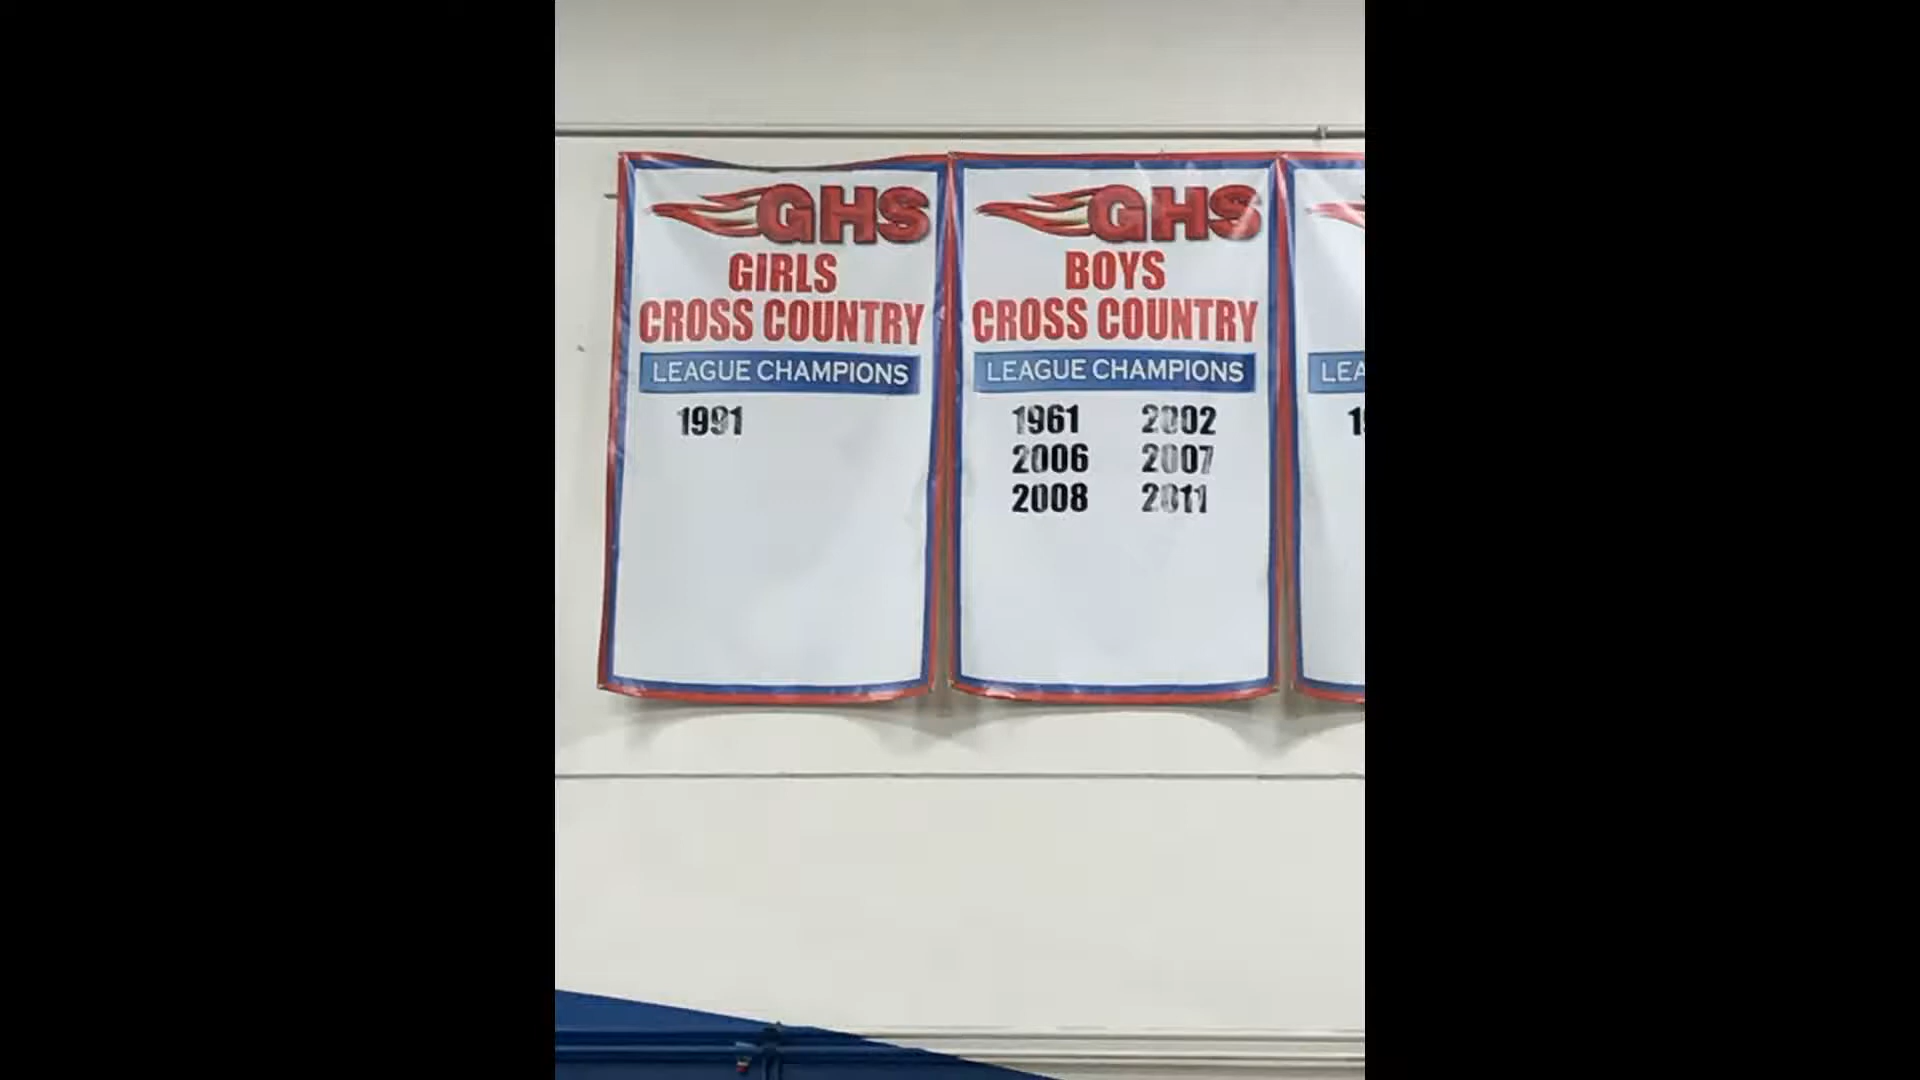 GHS
GIRLS
CROSS COUNTRY
LEAGUE CHAMPIONS
1991
GHS
BOYS
CROSS COUNTRY
LEAGUE CHAMPIONS
1961 2002
2006 2007
2008 2011